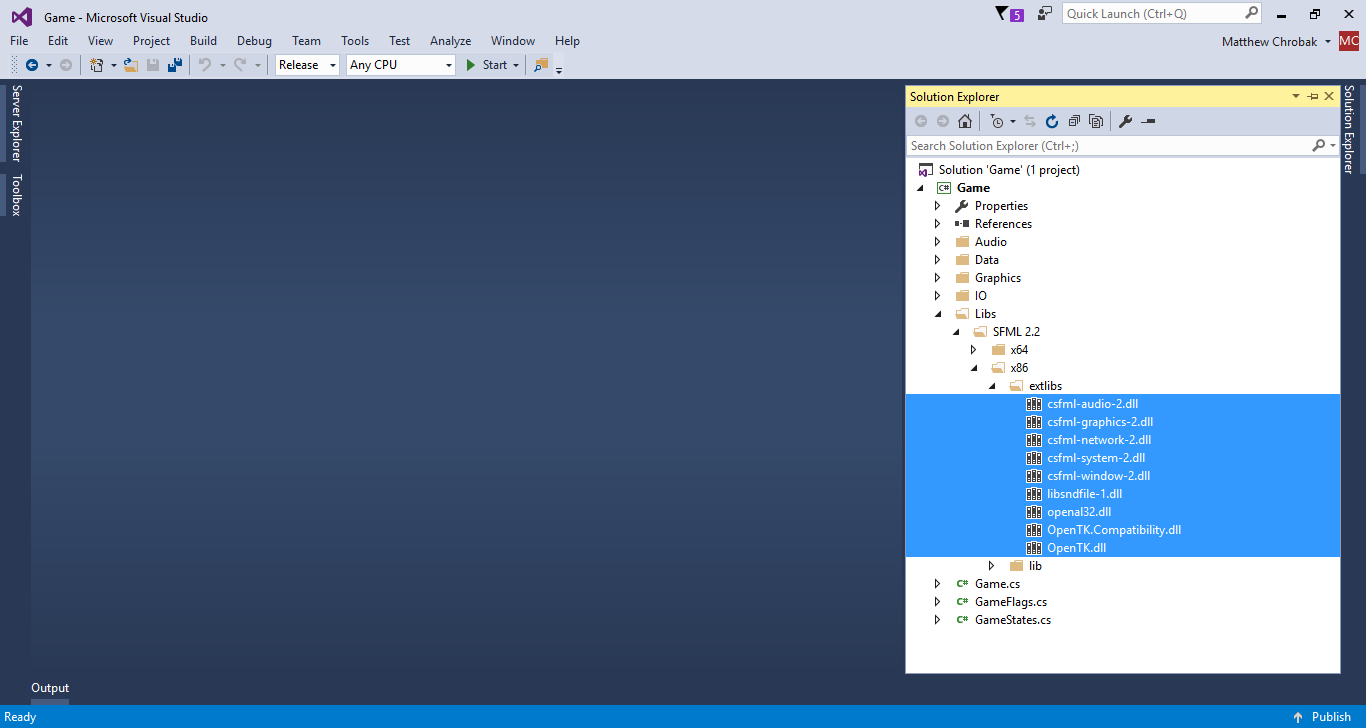 Game - Microsoft Visual Studio
5
Quick Launch (Ctrl+Q)
File Edit View Project Build Debug Team Tools Test Analyze Window Help
Matthew Chrobak MC
Release Any CPU Start
Server Explorer
Toolbox
Solution Explorer
Search Solution Explorer (Ctrl+;)
Solution 'Game' (1 project)
C# Game
Properties
References
Audio
Data
Graphics
IO
Libs
SFML 2.2
x64
x86
extlibs
csfml-audio-2.dll
csfml-graphics-2.dll
csfml-network-2.dll
csfml-system-2.dll
csfml-window-2.dll
libsndfile-1.dll
openal32.dll
OpenTK.Compatibility.dll
OpenTK.dll
lib
C# Game.cs
C# GameFlags.cs
C# GameStates.cs
Solution Explorer
Output
Ready
Publish